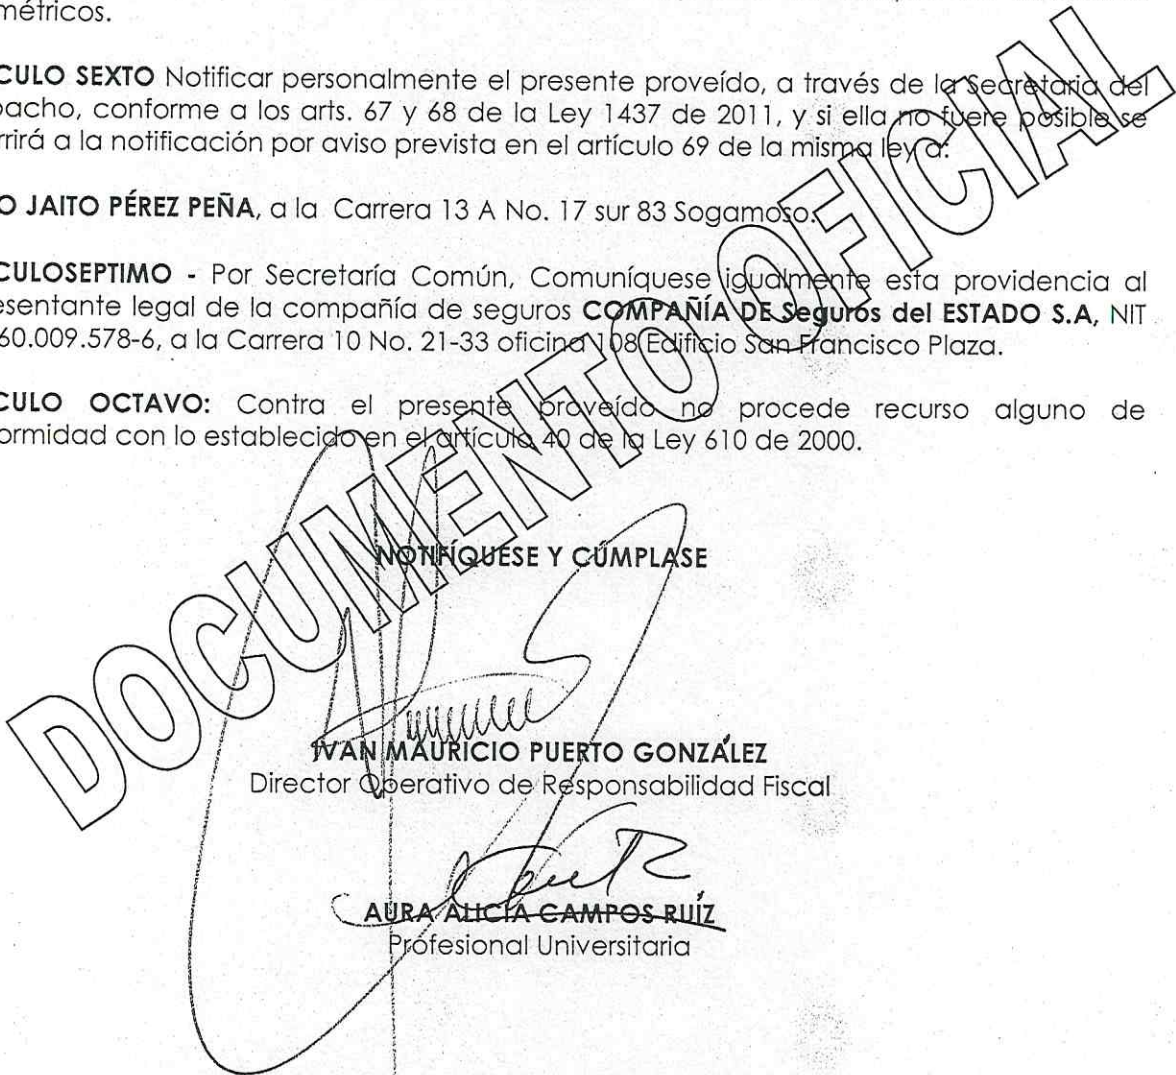 métricos.
CULO SEXTO Notificar personalmente el presente proveído, a través de la Secretaria del
pacho, conforme a los arts. 67 y 68 de la Ley 1437 de 2011, y si ella no fuere posible se
rrirá a la notificación por aviso prevista en el artículo 69 de la misma ley a:
O JAITO PÉREZ PEÑA, a la Carrera 13 A No. 17 sur 83 Sogamoso.
CULOSEPTIMO - Por Secretaría Común, Comuníquese igualmente esta providencia al
esentante legal de la compañía de seguros COMPAÑÍA DE Seguros del ESTADO S.A, NIT
60.009.578-6, a la Carrera 10 No. 21-33 oficina 108 Edificio San Francisco Plaza.
CULO OCTAVO: Contra el presente proveído no procede recurso alguno de
ormidad con lo establecido en el artículo 40 de la Ley 610 de 2000.
DOCUMENTO OFICIAL
NOTIFÍQUESE Y CÚMPLASE
IVAN MAURICIO PUERTO GONZÁLEZ
Director Operativo de Responsabilidad Fiscal
AURA ALICIA CAMPOS RUÍZ
Profesional Universitaria